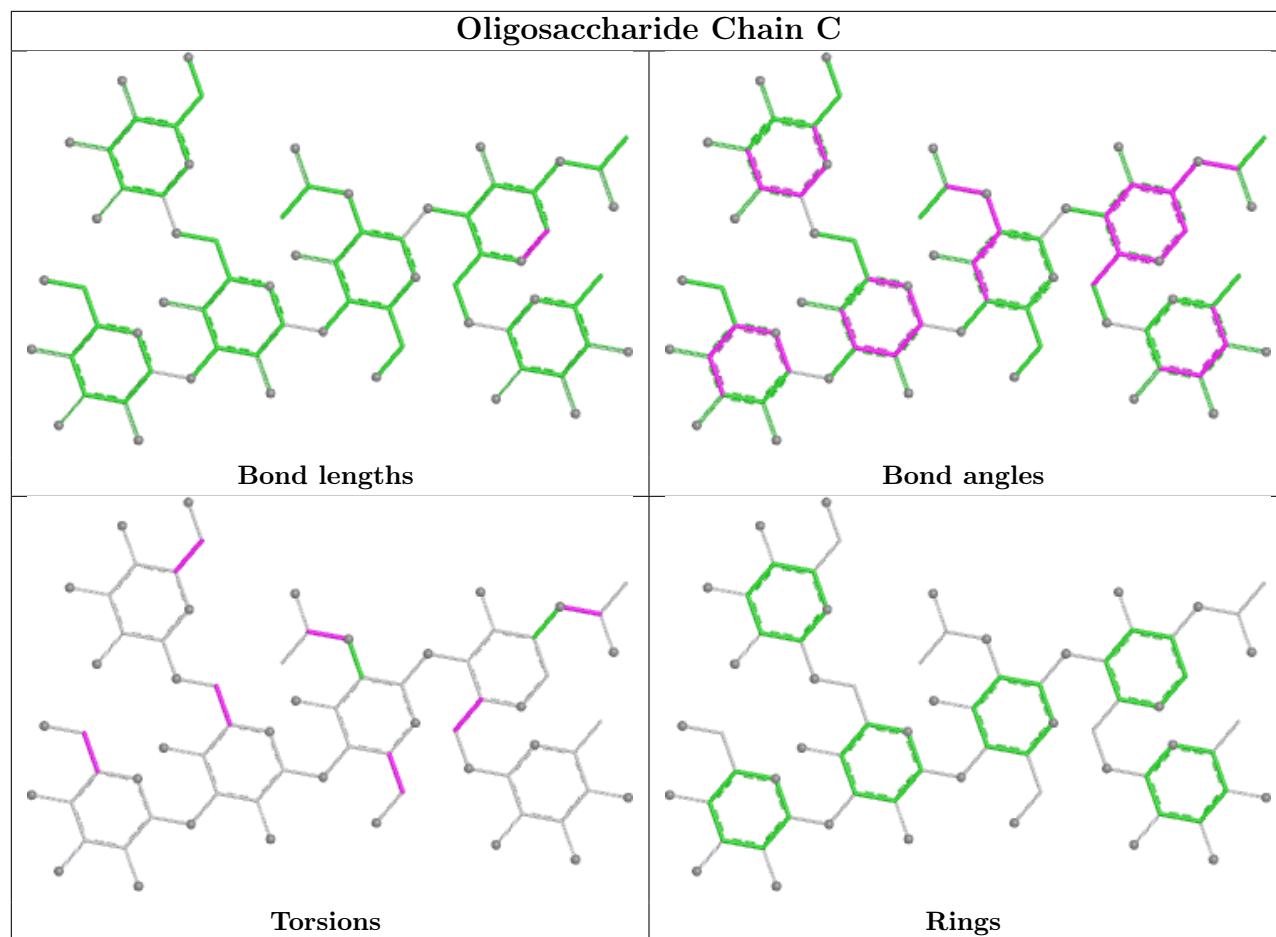 Oligosaccharide Chain C
Bond lengths
Bond angles
Torsions
Rings